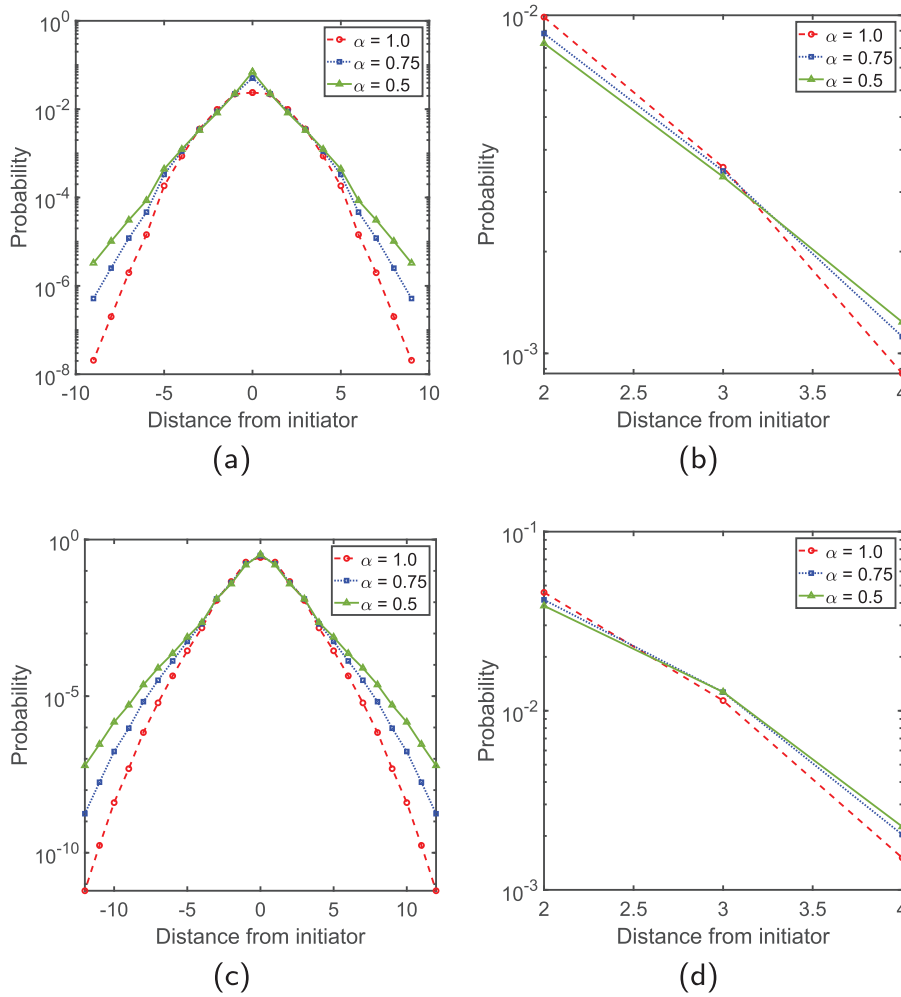 10^0
10^-2
10^-4
10^-6
10^-8
-10
-5
0
5
10
Probability
Distance from initiator
α = 1.0
α = 0.75
α = 0.5
(a)
10^-2
10^-3
2
2.5
3
3.5
4
Probability
Distance from initiator
α = 1.0
α = 0.75
α = 0.5
(b)
10^0
10^-5
10^-10
-10
-5
0
5
10
Probability
Distance from initiator
α = 1.0
α = 0.75
α = 0.5
(c)
10^-1
10^-2
10^-3
2
2.5
3
3.5
4
Probability
Distance from initiator
α = 1.0
α = 0.75
α = 0.5
(d)